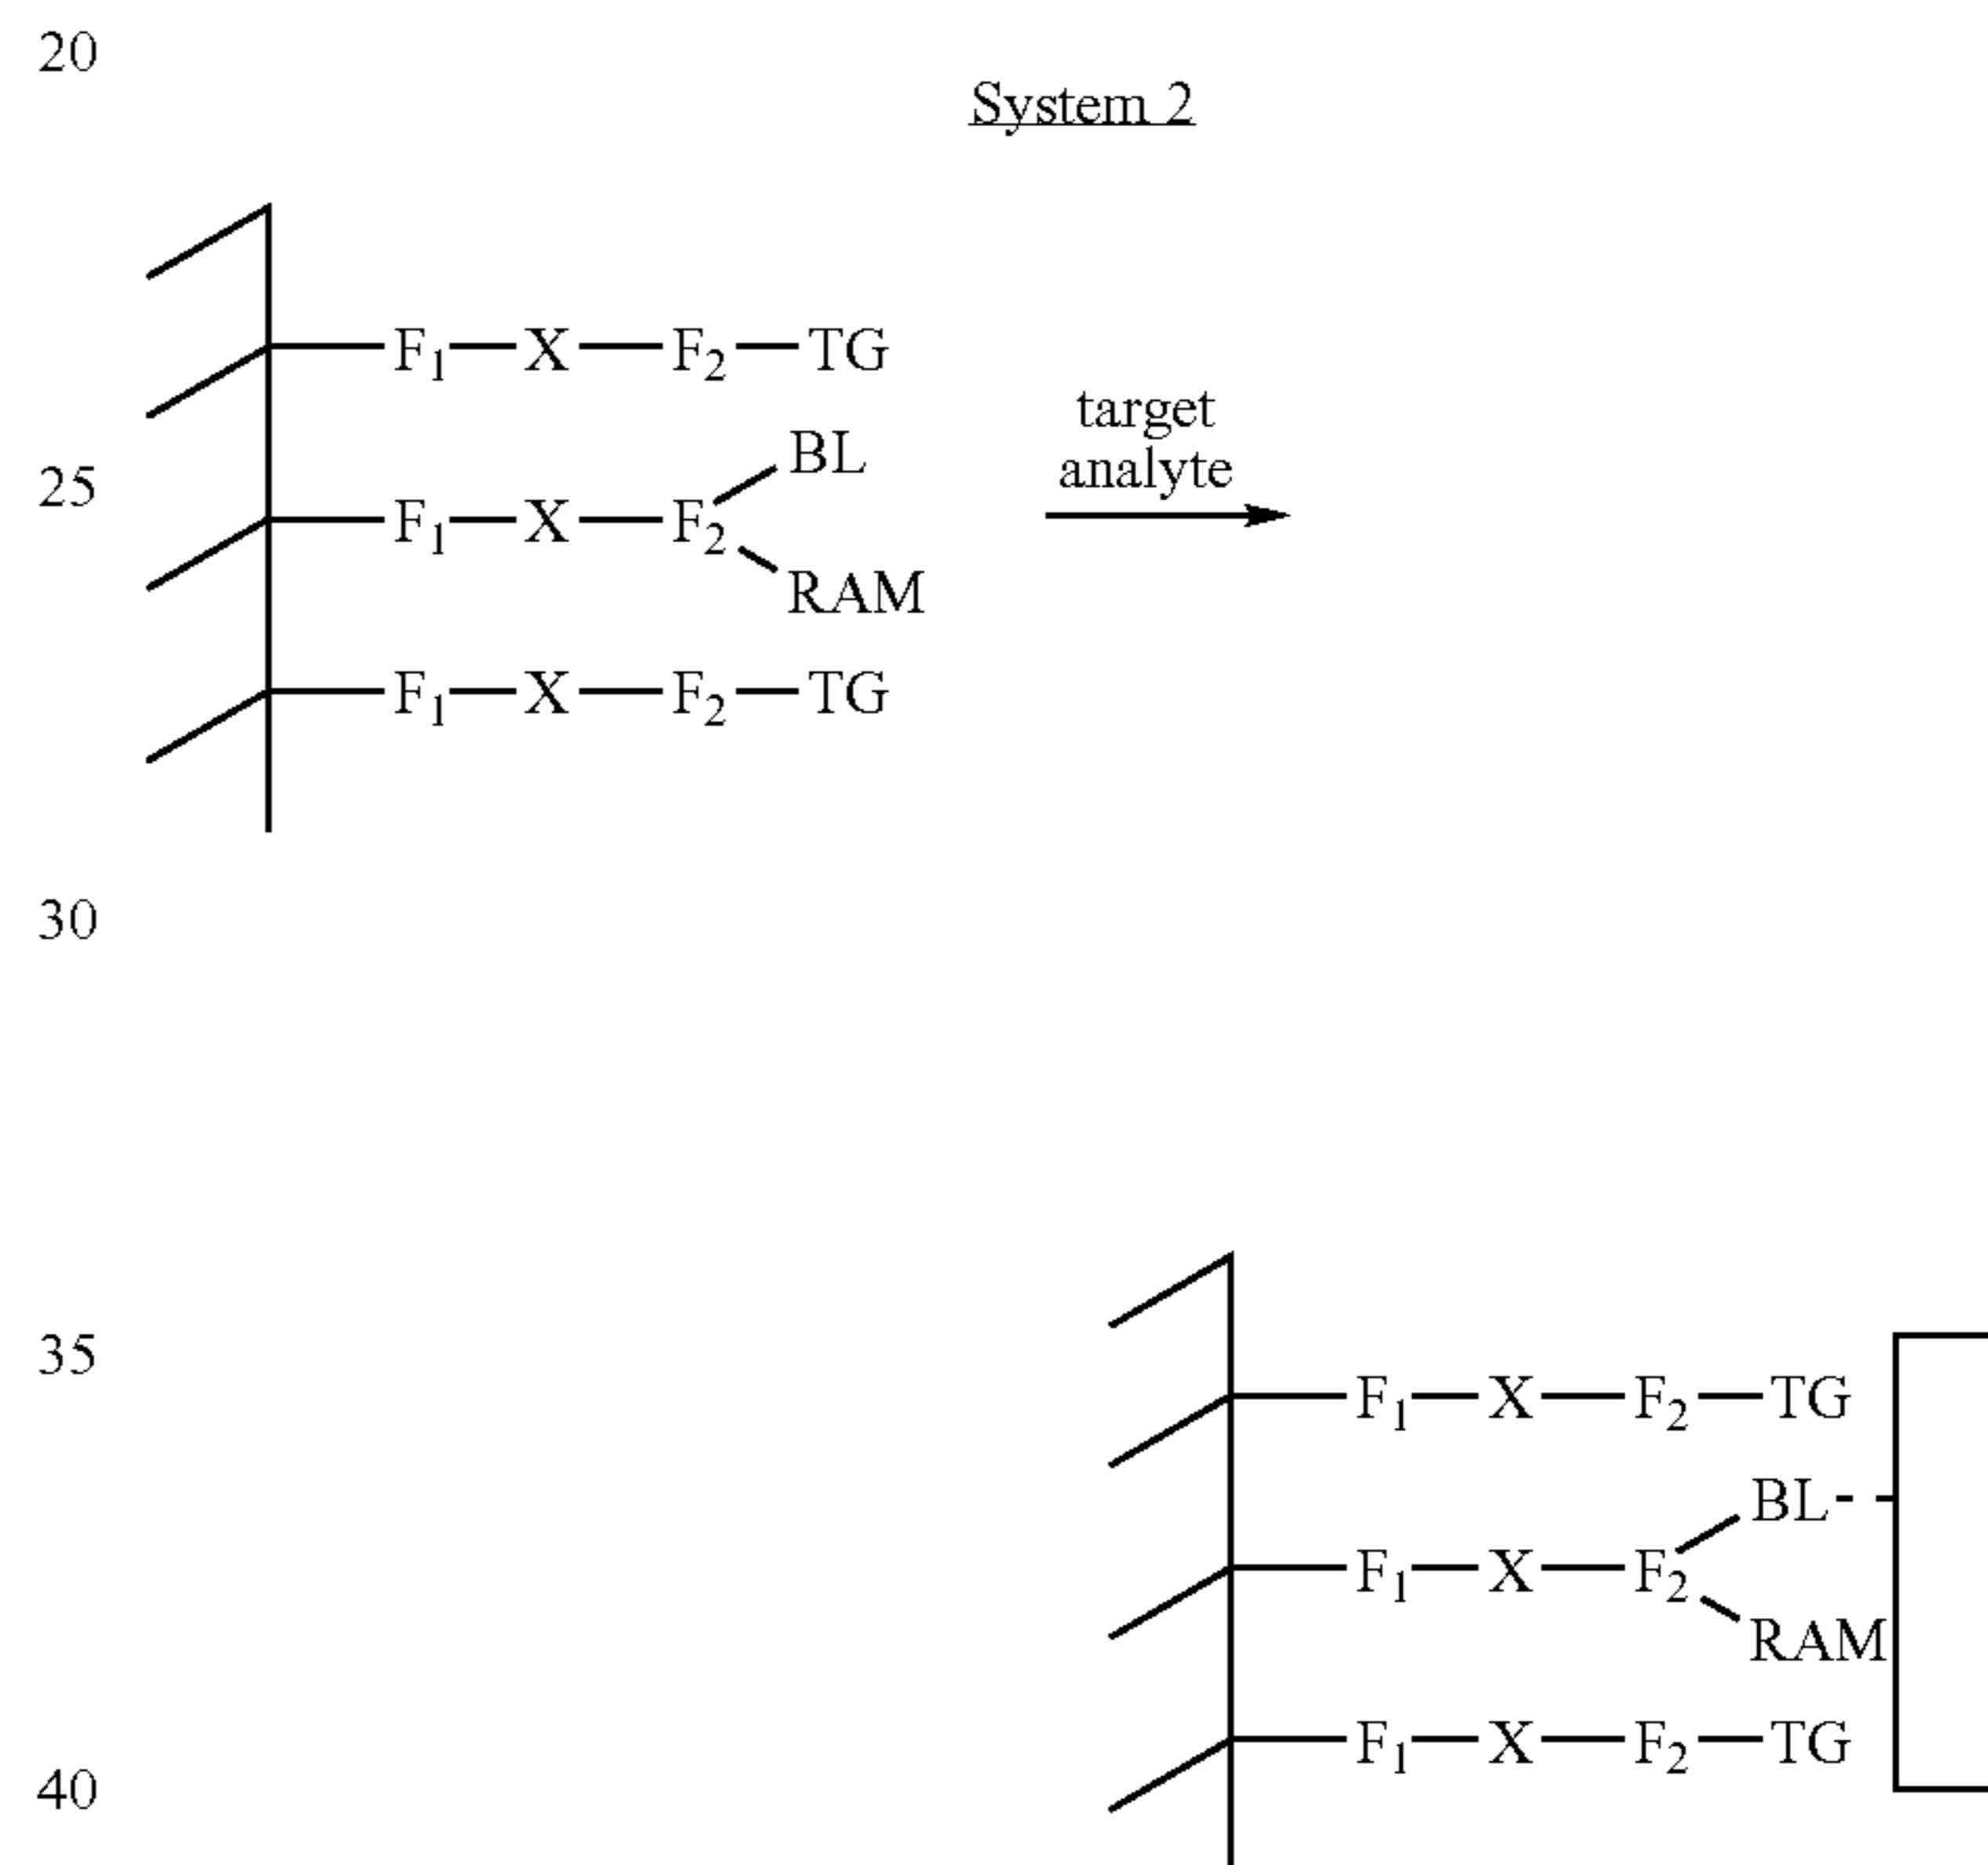 20
System 2
F₁—X—F₂—TG
BL
25
F₁—X—F₂
RAM
F₁—X—F₂—TG
target
analyte
30
35
F₁—X—F₂—TG
BL
F₁—X—F₂
RAM
F₁—X—F₂—TG
40